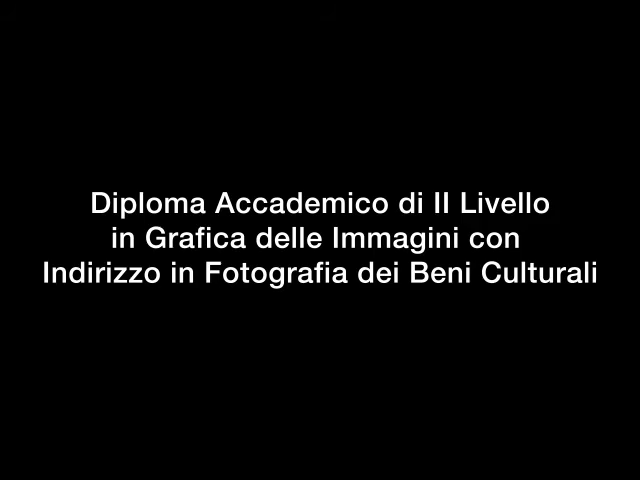 Diploma Accademico di II Livello
in Grafica delle Immagini con
Indirizzo in Fotografia dei Beni Culturali